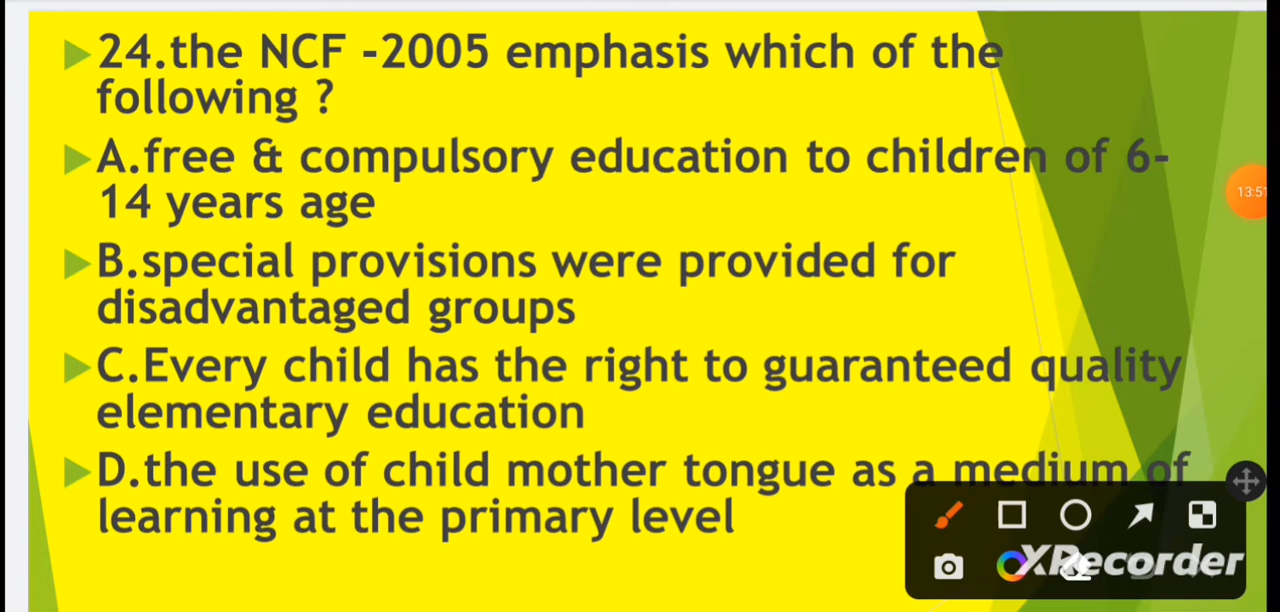 24.the NCF -2005 emphasis which of the
following ?
A.free & compulsory education to children of 6-
14 years age
B.special provisions were provided for
disadvantaged groups
C.Every child has the right to guaranteed quality
elementary education
D.the use of child mother tongue as a medium of
learning at the primary level
13:51
XRecorder